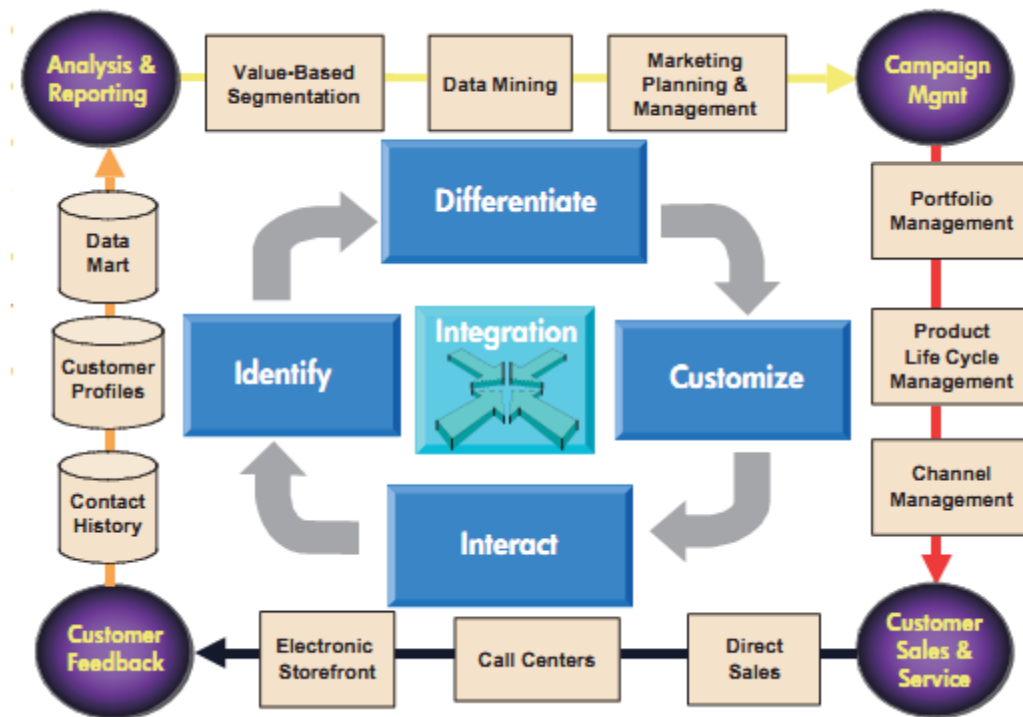 Analysis &
Reporting
Value-Based
Segmentation
Data Mining
Marketing
Planning &
Management
Campaign
Mgmt
Differentiate
Portfolio
Management
Data
Mart
Identify
Integration
Customize
Customer
Profiles
Product
Life Cycle
Management
Contact
History
Interact
Channel
Management
Customer
Feedback
Electronic
Storefront
Call Centers
Direct
Sales
Customer
Sales &
Service